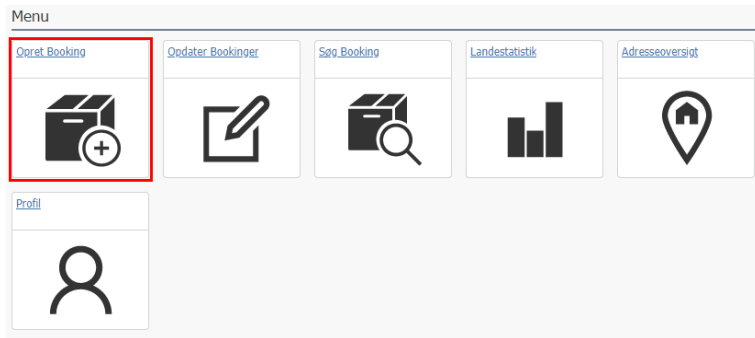 Menu
Opret Booking
Opdater Bookinger
Søg Booking
Landestatistik
Adresseoversigt
Profil